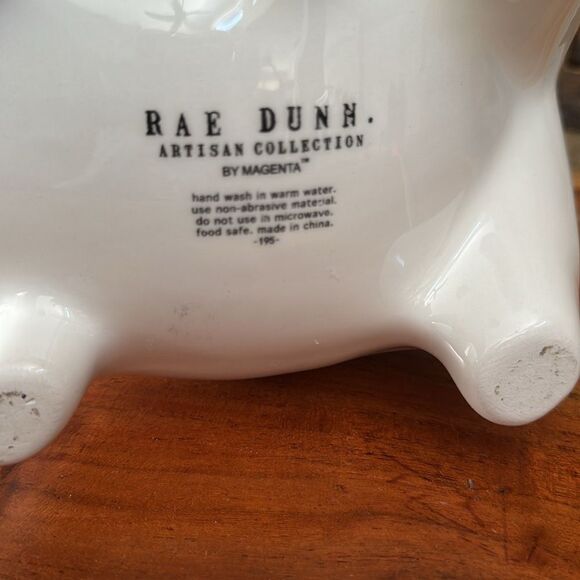 RAE DUNN.
ARTISAN COLLECTION
BY MAGENTA™
hand wash in warm water.
use non-abrasive material.
do not use in microwave.
food safe. made in china.
-195-